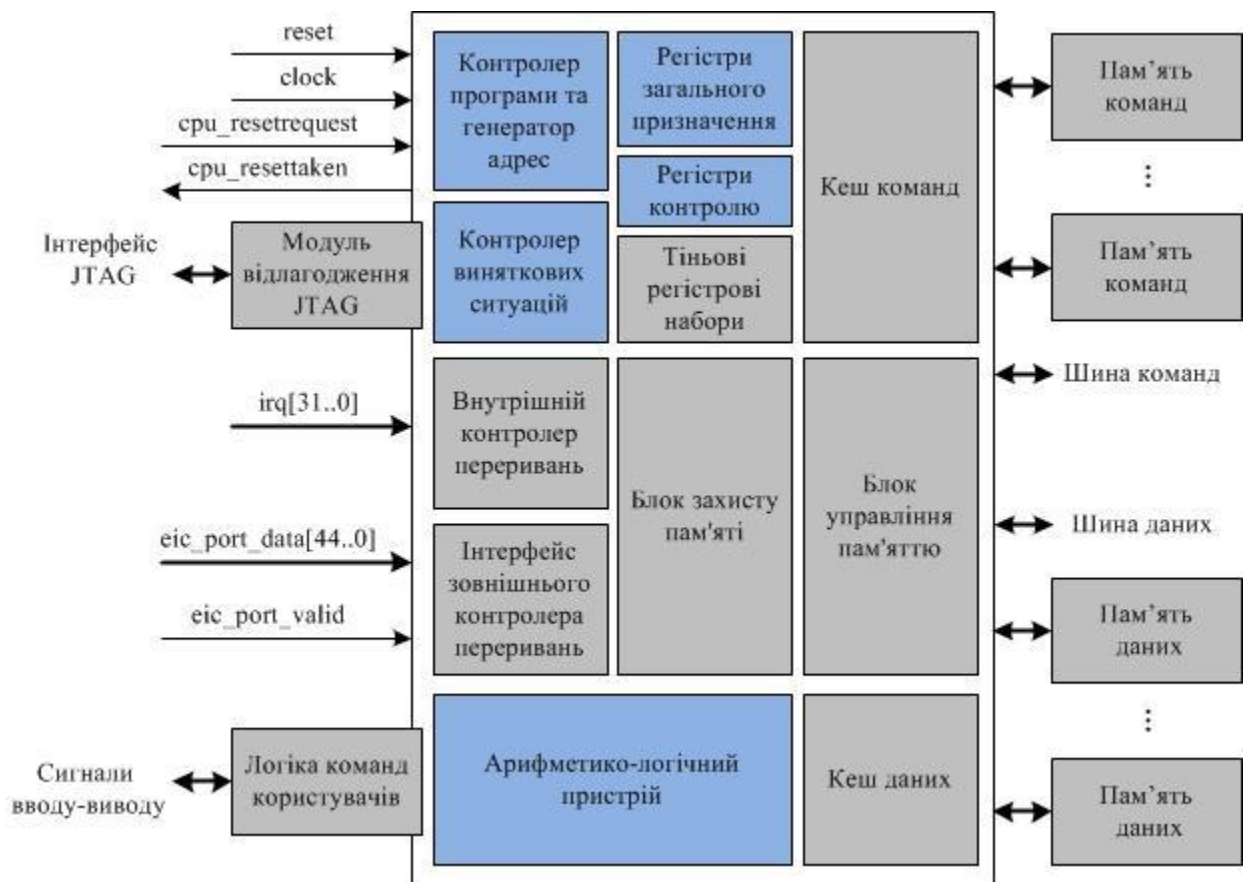 reset
clock
cpu_resetrequest
cpu_resettaken
Інтерфейс
JTAG
Модуль
відлагодження
JTAG
irq[31..0]
eic_port_data[44..0]
eic_port_valid
Сигнали
вводу-виводу
Логіка команд
користувачів
Контролер
програми та
генератор
адрес
Регістри
загального
призначення
Регістри
контролю
Контролер
виняткових
ситуацій
Тіньові
регістрові
набори
Кеш команд
Внутрішній
контролер
переривань
Інтерфейс
зовнішнього
контролера
переривань
Блок захисту
пам'яті
Блок
управління
пам'яттю
Арифметико-логічний
пристрій
Кеш даних
Пам’ять
команд
⋮
Пам’ять
команд
Шина команд
Шина даних
Пам’ять
даних
⋮
Пам’ять
даних